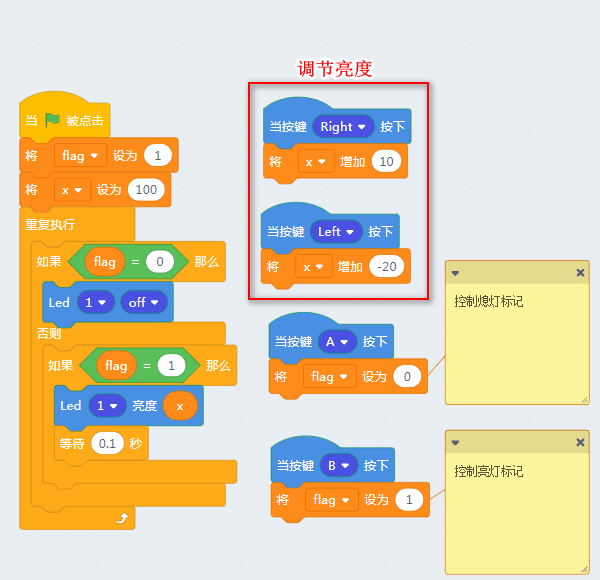 调节亮度
当 被点击
将 flag 设为 1
将 x 设为 100
重复执行
如果 flag = 0 那么
Led 1 off
否则
如果 flag = 1 那么
Led 1 亮度 x
等待 0.1 秒
当按键 Right 按下
将 x 增加 10
当按键 Left 按下
将 x 增加 -20
当按键 A 按下
将 flag 设为 0
控制熄灯标记
当按键 B 按下
将 flag 设为 1
控制亮灯标记